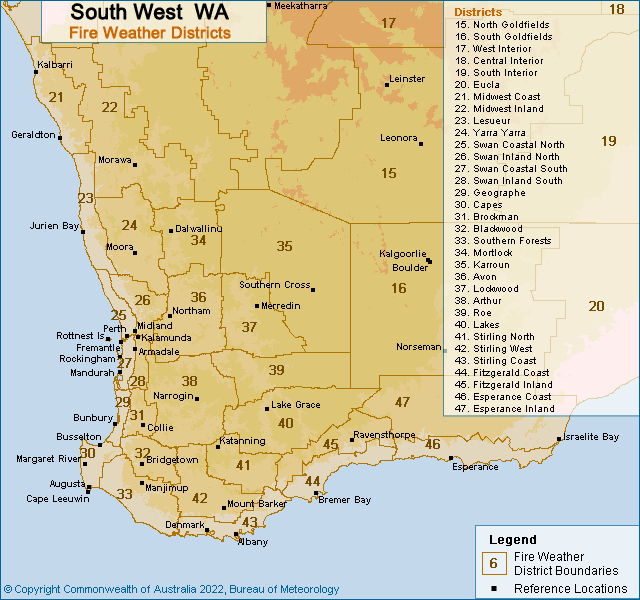 South West WA
Fire Weather Districts
Meekatharra
17
18
Districts
15. North Goldfields
16. South Goldfields
17. West Interior
18. Central Interior
19. South Interior
20. Eucla
21. Midwest Coast
22. Midwest Inland
23. Lesueur
24. Yarra Yarra
25. Swan Coastal North
26. Swan Inland North
27. Swan Coastal South
28. Swan Inland South
29. Geographe
30. Capes
31. Brockman
32. Blackwood
33. Southern Forests
34. Mortlock
35. Karroun
36. Avon
37. Lockwood
38. Arthur
39. Roe
40. Lakes
41. Stirling North
42. Stirling West
43. Stirling Coast
44. Fitzgerald Coast
45. Fitzgerald Inland
46. Esperance Coast
47. Esperance Inland
Kalbarri
Leinster
21
22
Geraldton
Leonora
19
Morawa
15
23
Jurien Bay
24
Dalwallinu
34
Moora
35
Kalgoorlie
Boulder
Southern Cross
16
26
36
Merredin
20
25
Northam
Perth
Midland
37
Rottnest Is
Kalamunda
Fremantle
Armadale
Norseman
Rockingham
27
Mandurah
39
28
38
29
Narrogin
47
Lake Grace
31
40
Bunbury
Collie
Busselton
Katanning
45
Ravensthorpe
46
Israelite Bay
Margaret River
30
32
Bridgetown
41
Esperance
Augusta
Manjimup
44
Cape Leeuwin
33
42
Mount Barker
Bremer Bay
Denmark
43
Albany
Legend
6
Fire Weather
District Boundaries
Reference Locations
© Copyright Commonwealth of Australia 2022, Bureau of Meteorology